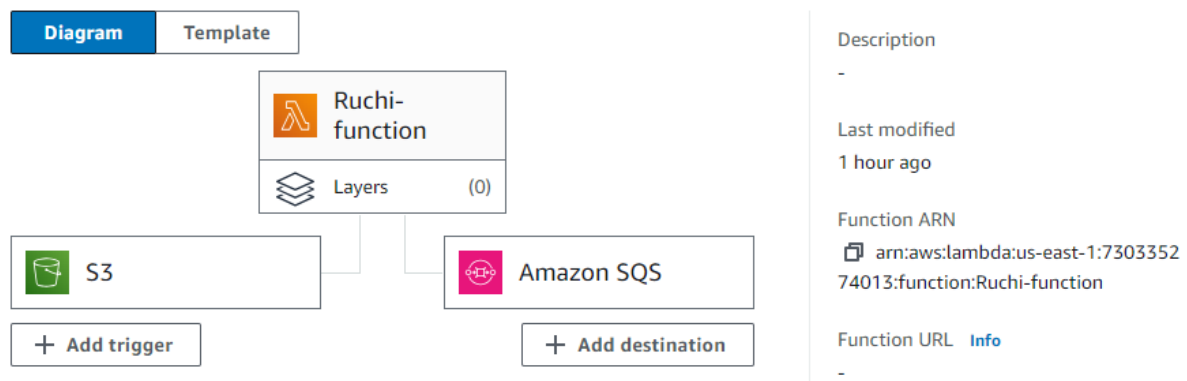 Diagram
Template
Ruchi-
function
Layers
(0)
S3
Amazon SQS
+ Add trigger
+ Add destination
Description
-
Last modified
1 hour ago
Function ARN
arn:aws:lambda:us-east-1:7303352
74013:function:Ruchi-function
Function URL Info
-